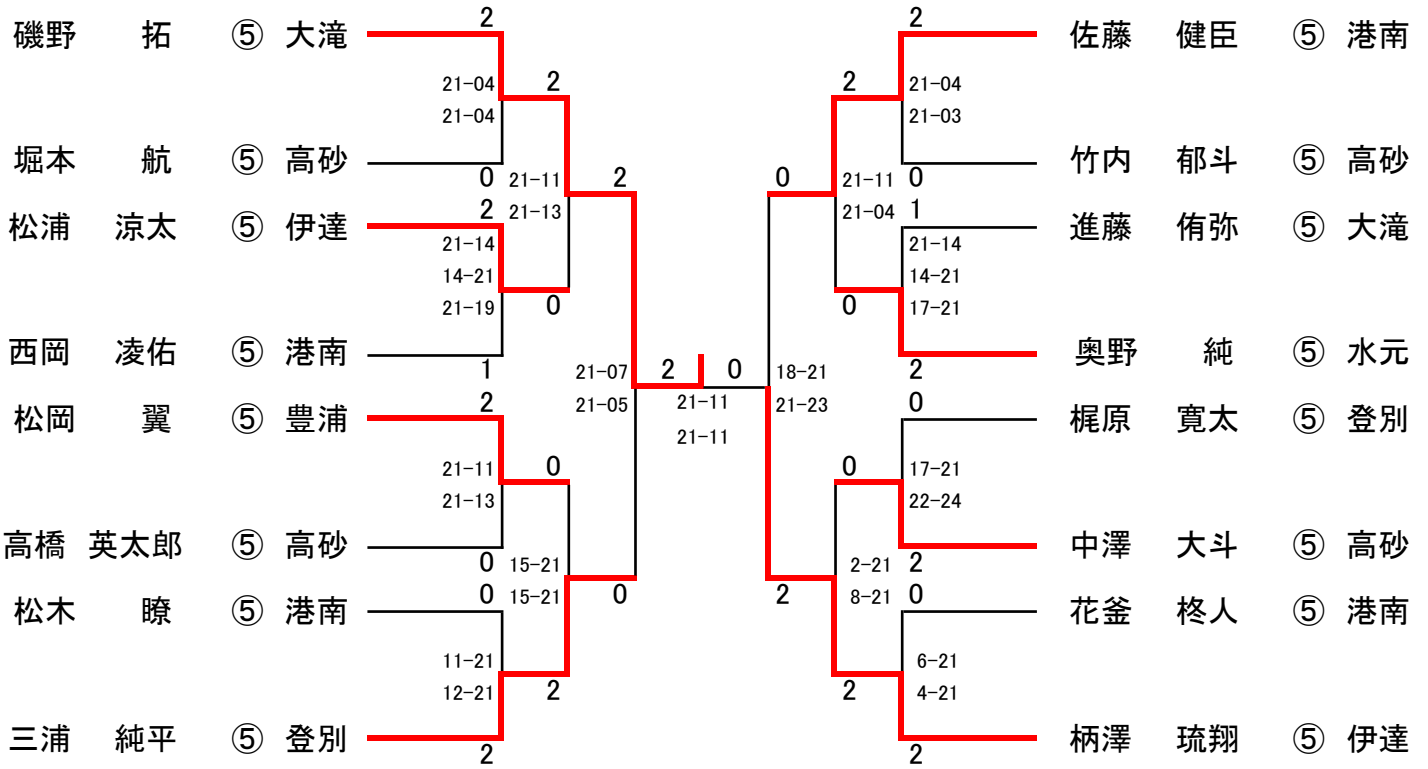 2 2
磯野 拓 ⑤ 大滝 佐藤 健臣 ⑤ 港南
21-04 2 2 21-04
21-04 21-03
堀本 航 ⑤ 高砂 竹内 郁斗 ⑤ 高砂
0 21-11 2 0 21-11 0
2 21-13 21-04 1
松浦 涼太 ⑤ 伊達 進藤 侑弥 ⑤ 大滝
21-14 21-14
14-21 14-21
21-19 0 0 17-21
西岡 凌佑 ⑤ 港南 奥野 純 ⑤ 水元
1 21-07 2 0 18-21 2
2 21-05 21-11 21-23 0
松岡 翼 ⑤ 豊浦 21-11 梶原 寛太 ⑤ 登別
21-11 0 0 17-21
21-13 22-24
高橋 英太郎 ⑤ 高砂 中澤 大斗 ⑤ 高砂
0 15-21 2-21 2
0 15-21 0 2 8-21 0
松木 瞭 ⑤ 港南 花釜 柊人 ⑤ 港南
11-21 6-21
12-21 2 2 4-21
三浦 純平 ⑤ 登別 柄澤 琉翔 ⑤ 伊達
2 2